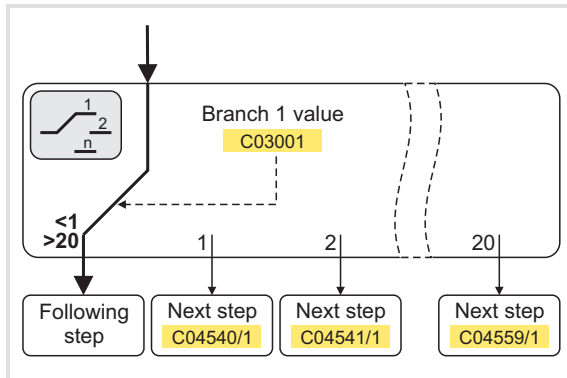 1
2
n
Branch 1 value
C03001
<1
>20
1
2
20
Following
step
Next step
C04540/1
Next step
C04541/1
Next step
C04559/1